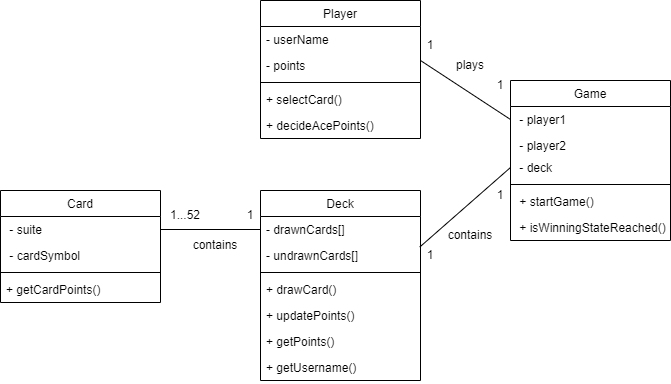 Player
- userName
- points
+ selectCard()
+ decideAcePoints()
1
plays
1
Game
- player1
- player2
- deck
+ startGame()
+ isWinningStateReached()
Card
- suite
- cardSymbol
+ getCardPoints()
1...52
1
contains
Deck
- drawnCards[]
- undrawnCards[]
+ drawCard()
+ updatePoints()
+ getPoints()
+ getUsername()
1
contains
1